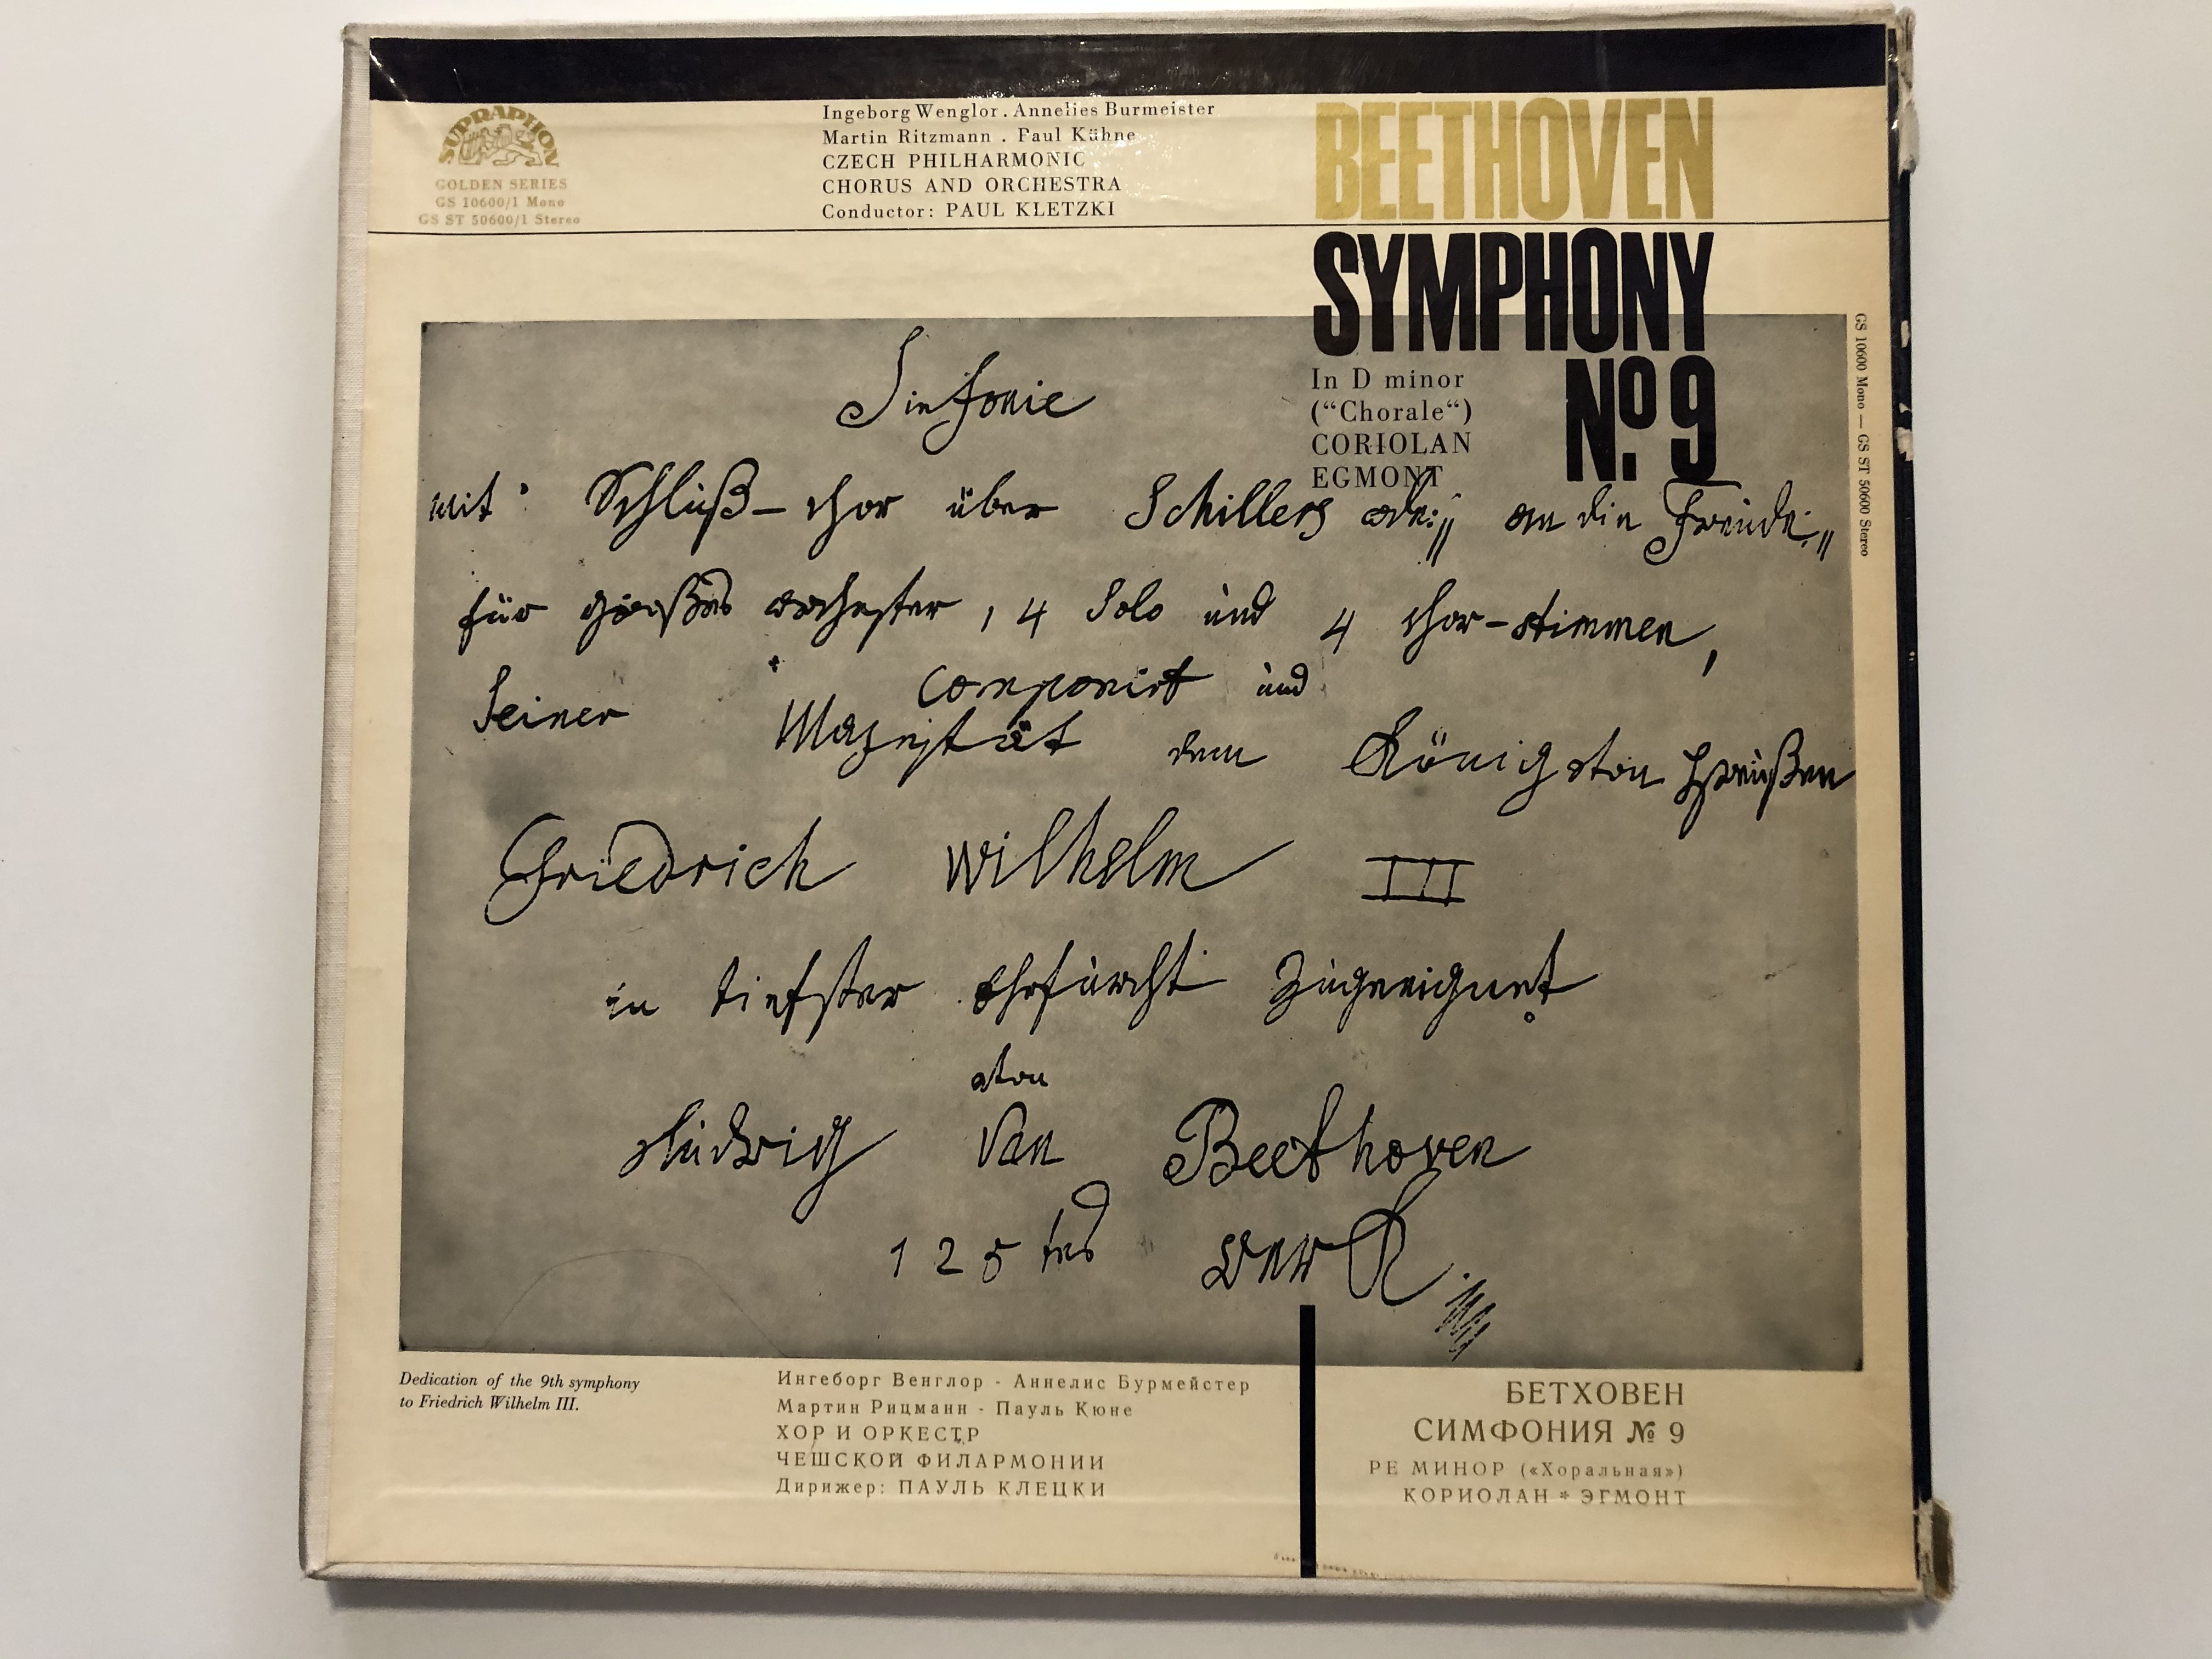 SUPRAPHON
GOLDEN SERIES
GS 10600/1 Mono
GS ST 50600/1 Stereo
Ingeborg Wenglor . Annelies Burmeister
Martin Ritzmann . Paul Kühne
CZECH PHILHARMONIC
CHORUS AND ORCHESTRA
Conductor: PAUL KLETZKI
BEETHOVEN
SYMPHONY
No. 9
In D minor
(“Chorale“)
CORIOLAN
EGMONT
GS 10600 Mono — GS ST 50600 Stereo
Sinfonie
mit Schluß-chor über Schillers ode: „ an die Freude: „
für großes orchester, 4 Solo und 4 chor-stimmen,
componirt und
Seiner Majestät dem König von Preußen
Friedrich Wilhelm III
in tiefster Ehrfurcht zugeeignet
von
Ludwig van Beethoven
125tes Werk
Dedication of the 9th symphony
to Friedrich Wilhelm III.
Ингеборг Венглор - Аннелис Бурмейстер
Мартин Рицманн - Пауль Кюне
ХОР И ОРКЕСТР
ЧЕШСКОЙ ФИЛАРМОНИИ
Дирижер: ПАУЛЬ КЛЕЦКИ
БЕТХОВЕН
СИМФОНИЯ № 9
РЕ МИНОР («Хоральная»)
КОРИОЛАН * ЭГМОНТ